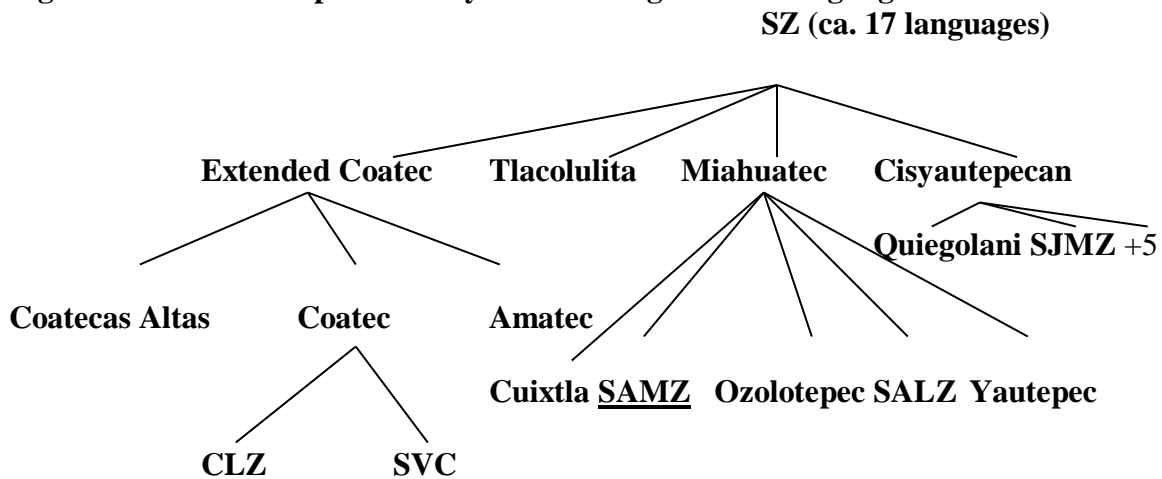 SZ (ca. 17 languages)
Extended Coatec Tlacolulita Miahuatec Cisyautepecan
Quiegolani SJMZ +5
Coatecas Altas Coatec Amatec
Cuixtla SAMZ Ozolotepec SALZ Yautepec
CLZ SVC